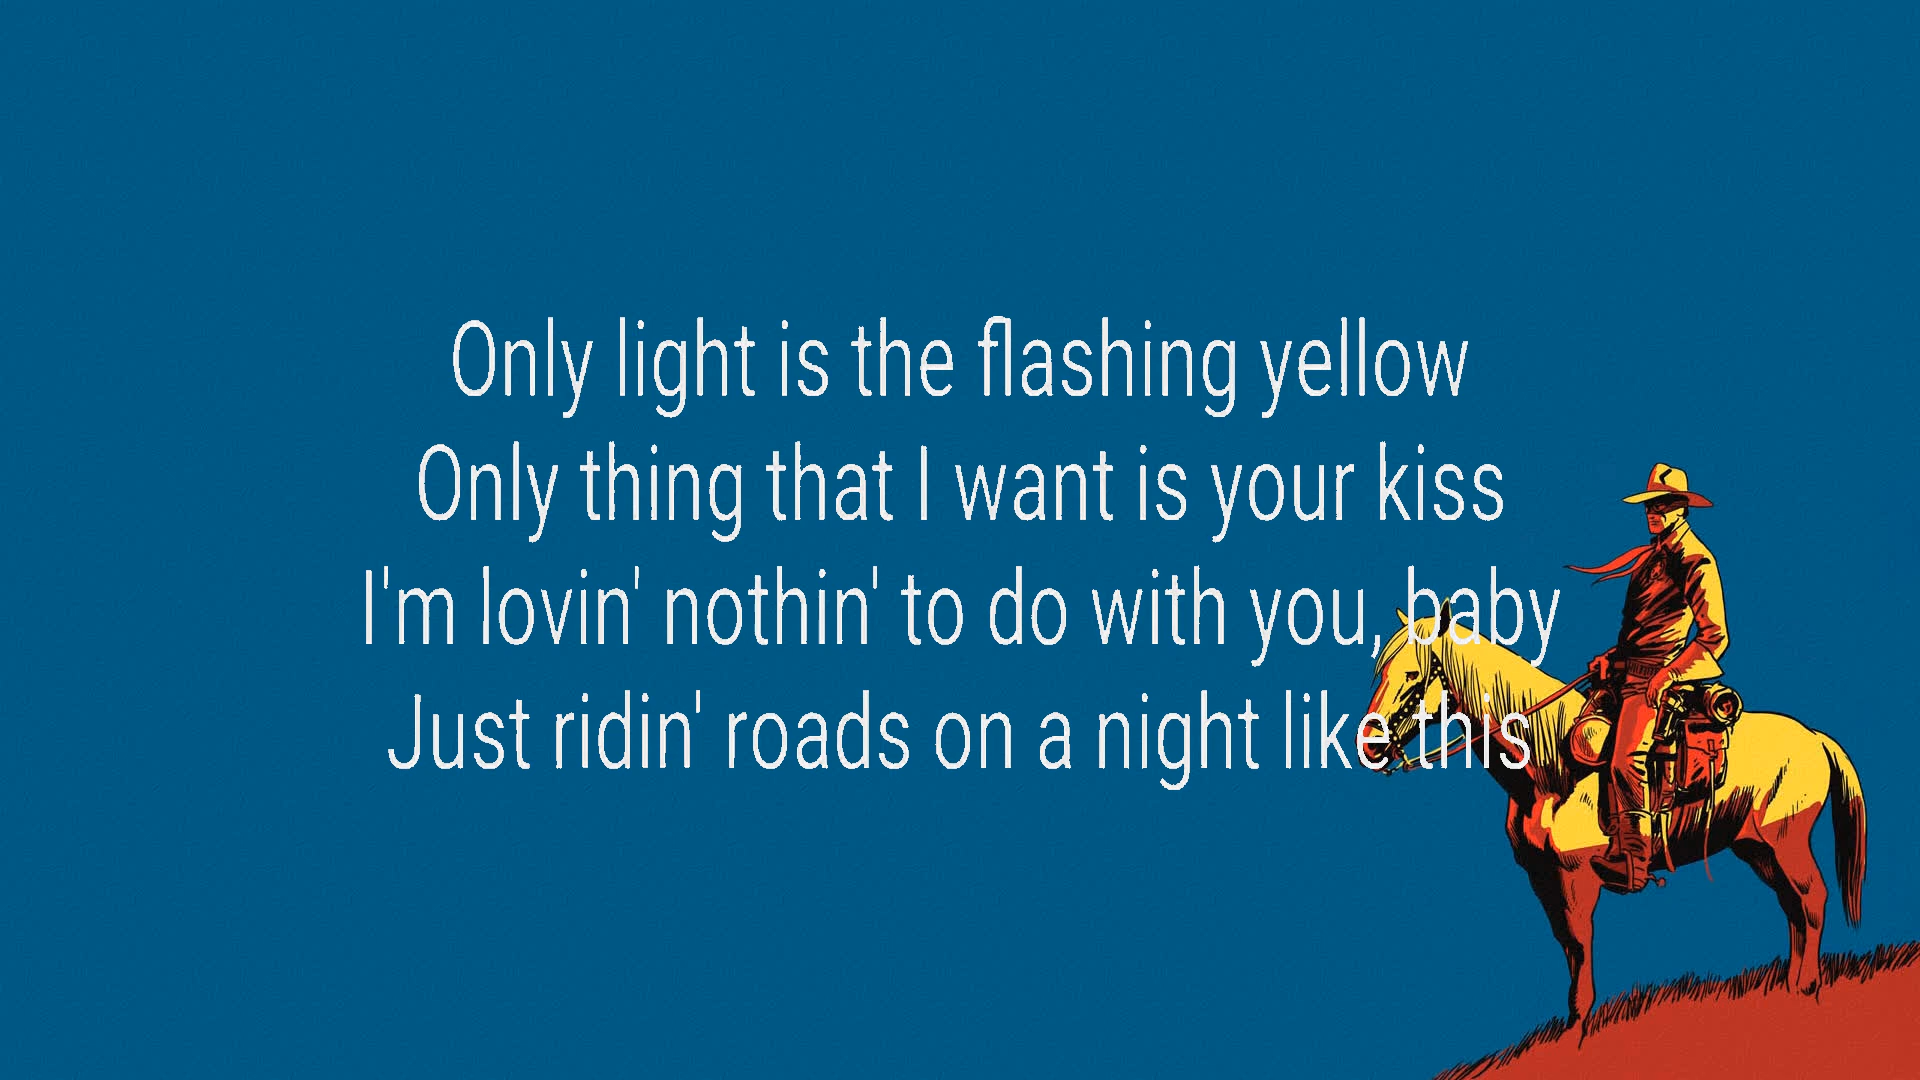 Only light is the flashing yellow
Only thing that I want is your kiss
I'm lovin' nothin' to do with you, baby
Just ridin' roads on a night like this